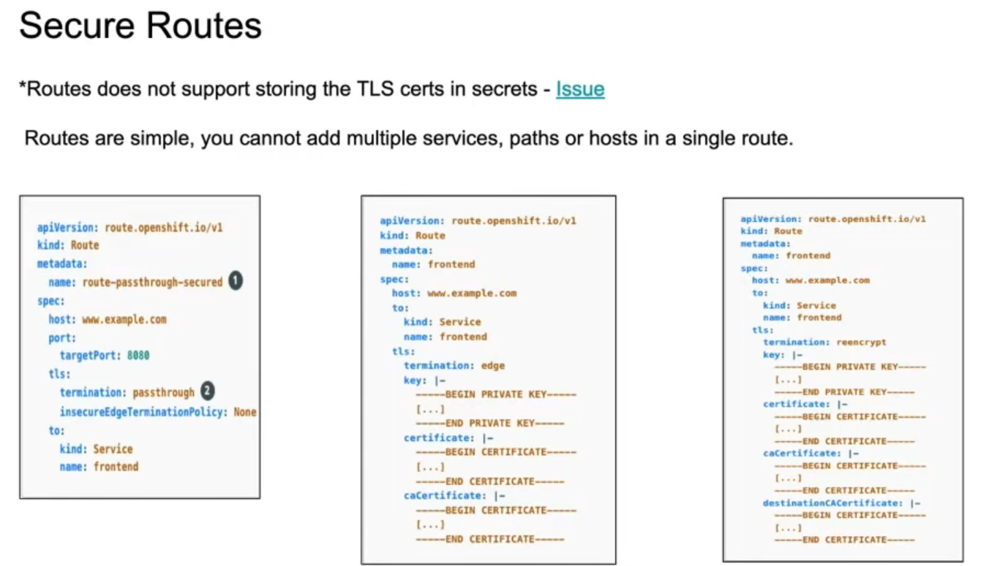 Secure Routes
*Routes does not support storing the TLS certs in secrets - Issue
Routes are simple, you cannot add multiple services, paths or hosts in a single route.
apiVersion: route.openshift.io/v1
kind: Route
metadata:
  name: route-passthrough-secured 1
spec:
  host: www.example.com
  port:
    targetPort: 8080
  tls:
    termination: passthrough 2
    insecureEdgeTerminationPolicy: None
  to:
    kind: Service
    name: frontend
apiVersion: route.openshift.io/v1
kind: Route
metadata:
  name: frontend
spec:
  host: www.example.com
  to:
    kind: Service
    name: frontend
  tls:
    termination: edge
    key: |-
      -----BEGIN PRIVATE KEY-----
      [...]
      -----END PRIVATE KEY-----
    certificate: |-
      -----BEGIN CERTIFICATE-----
      [...]
      -----END CERTIFICATE-----
    caCertificate: |-
      -----BEGIN CERTIFICATE-----
      [...]
      -----END CERTIFICATE-----
apiVersion: route.openshift.io/v1
kind: Route
metadata:
  name: frontend
spec:
  host: www.example.com
  to:
    kind: Service
    name: frontend
  tls:
    termination: reencrypt
    key: |-
      -----BEGIN PRIVATE KEY-----
      [...]
      -----END PRIVATE KEY-----
    certificate: |-
      -----BEGIN CERTIFICATE-----
      [...]
      -----END CERTIFICATE-----
    caCertificate: |-
      -----BEGIN CERTIFICATE-----
      [...]
      -----END CERTIFICATE-----
    destinationCACertificate: |-
      -----BEGIN CERTIFICATE-----
      [...]
      -----END CERTIFICATE-----